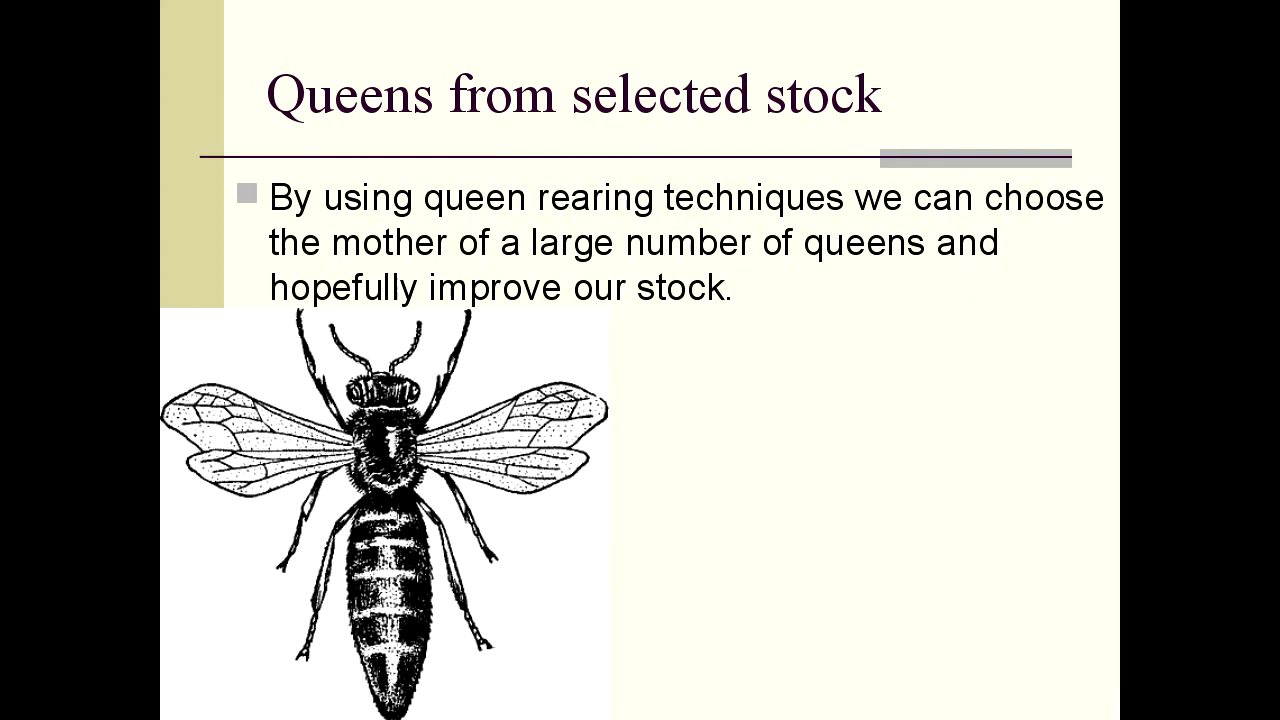 Queens from selected stock
By using queen rearing techniques we can choose
the mother of a large number of queens and
hopefully improve our stock.